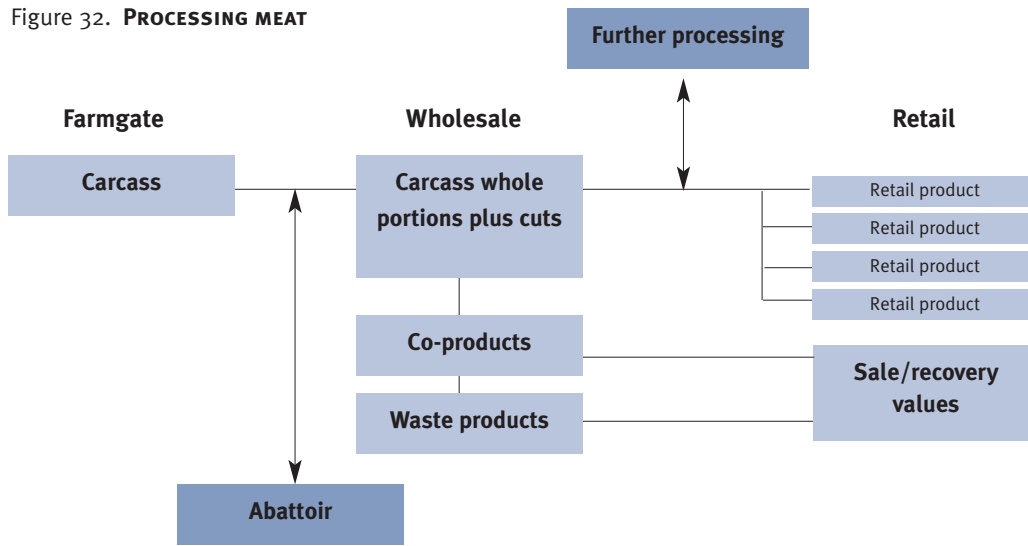 Figure 32. PROCESSING MEAT
Further processing
Farmgate
Wholesale
Retail
Carcass
Carcass whole
portions plus cuts
Retail product
Retail product
Retail product
Retail product
Co-products
Sale/recovery
values
Waste products
Abattoir